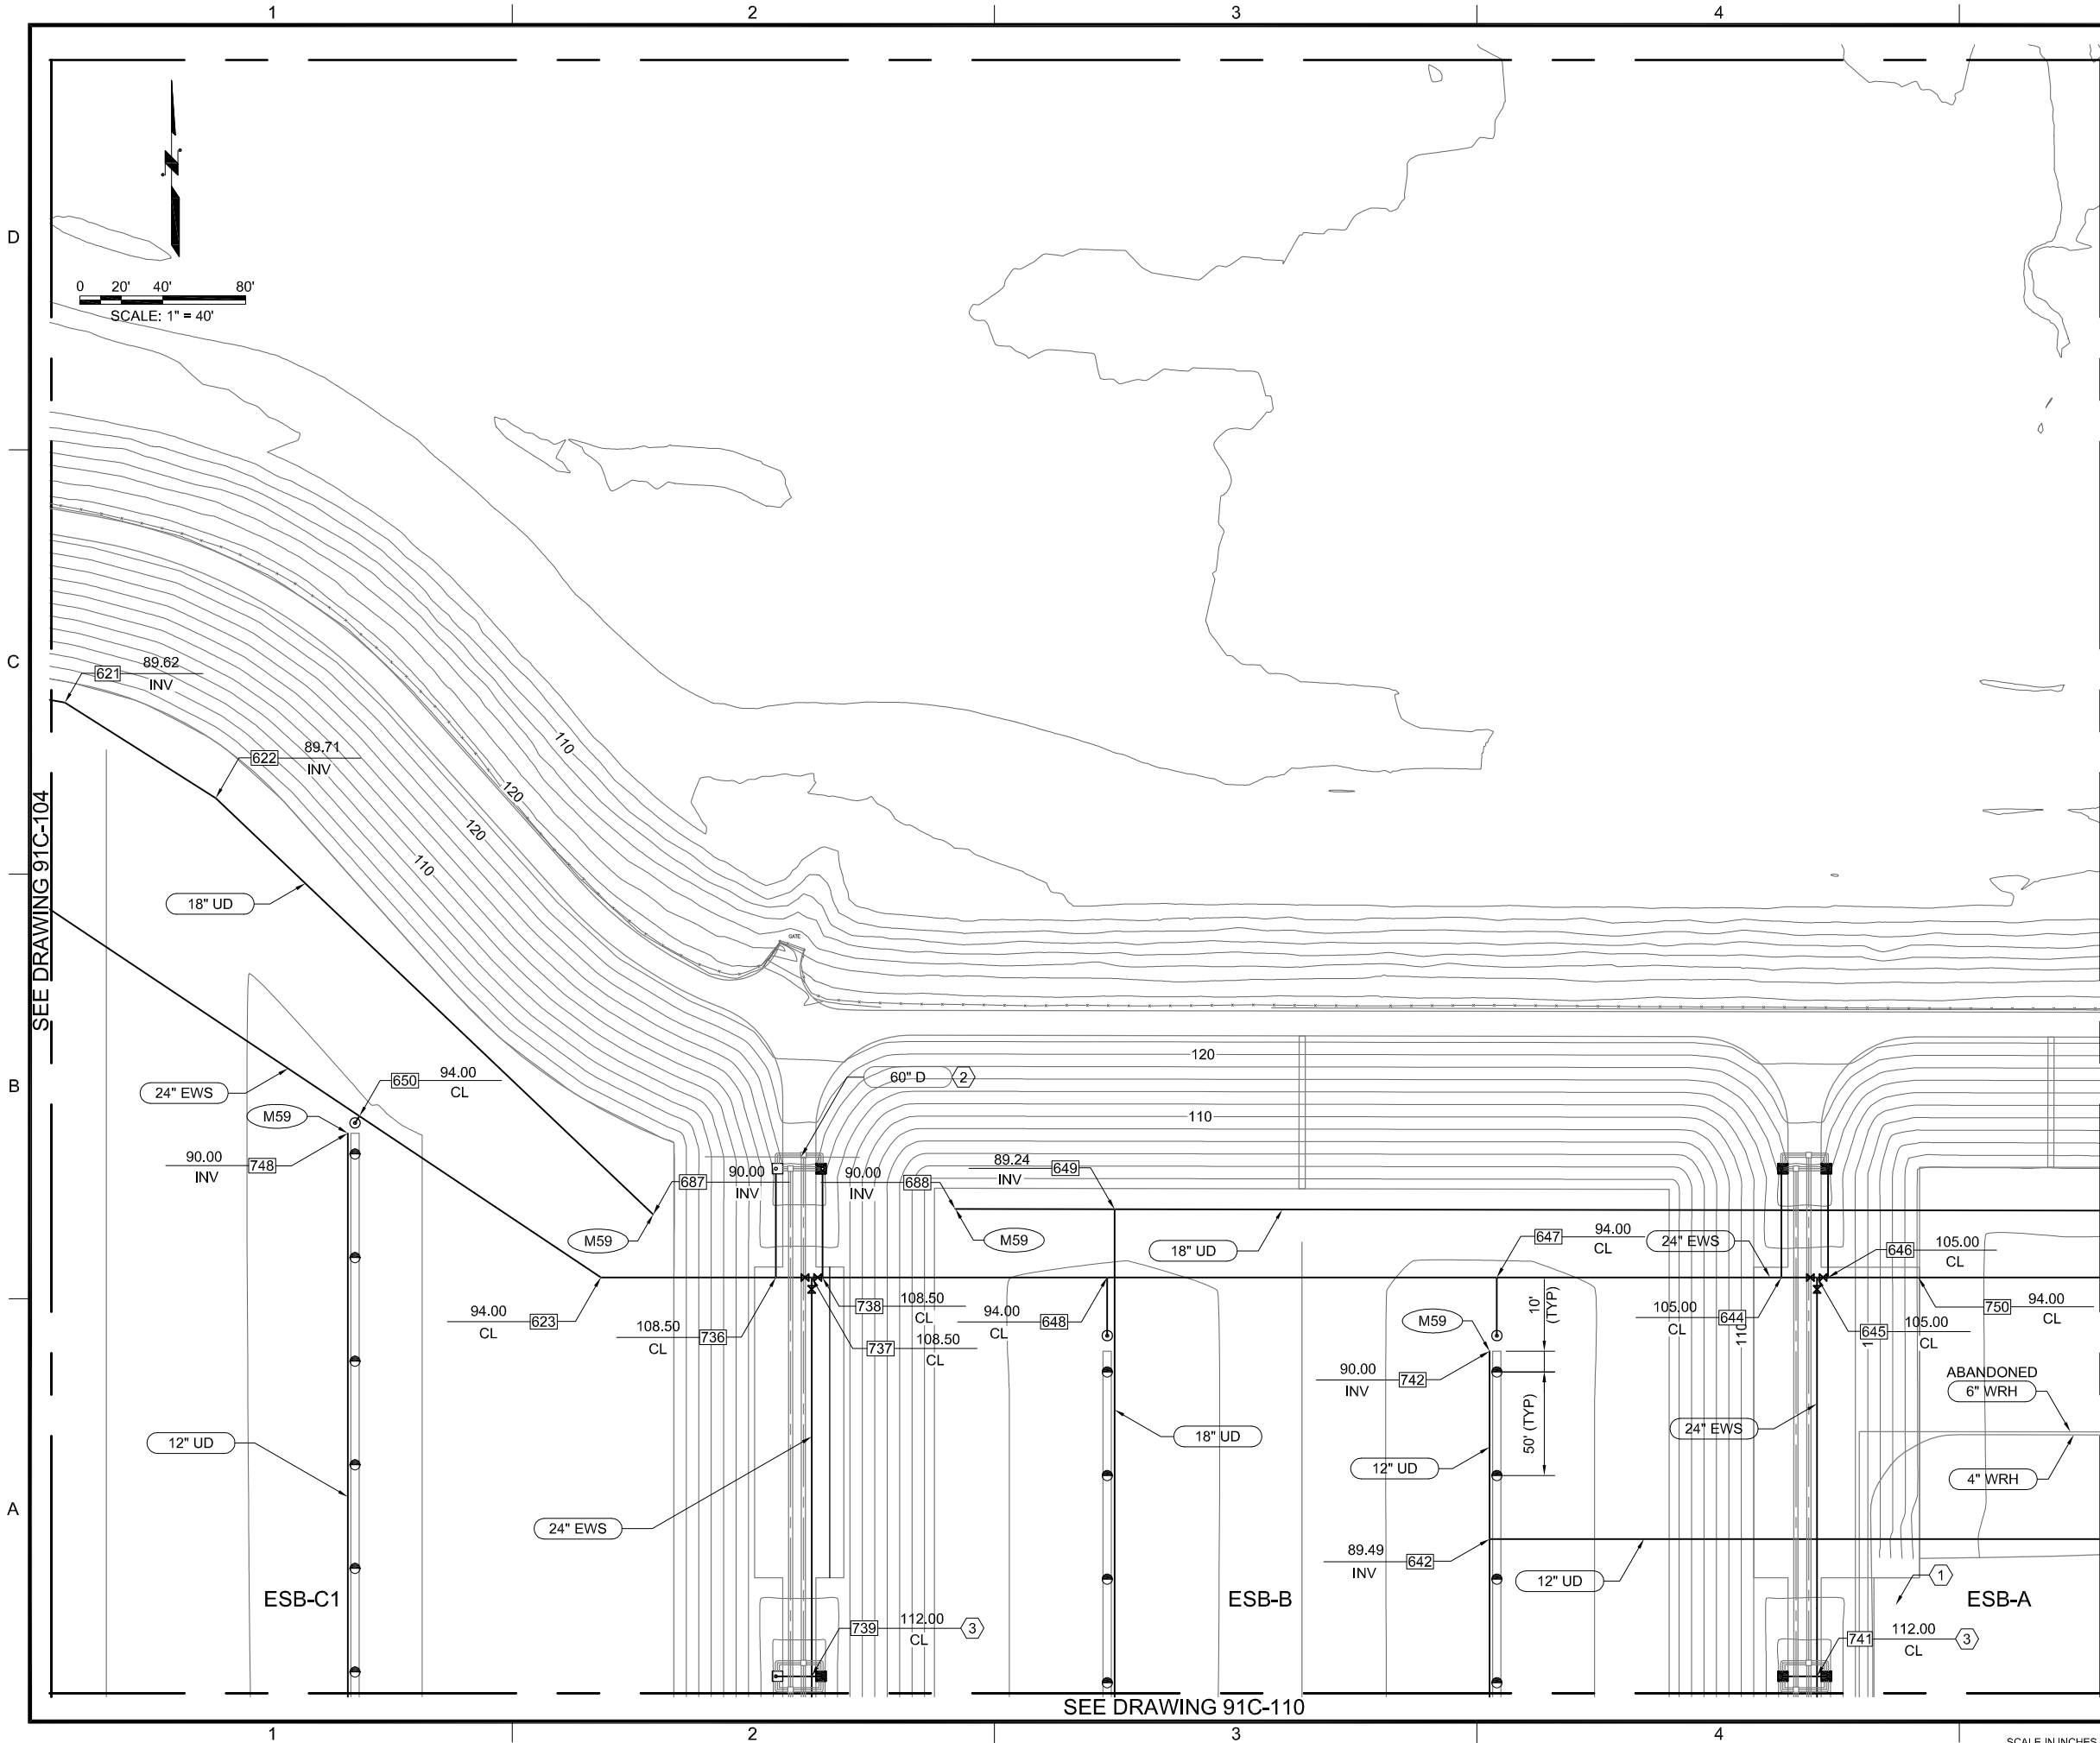 1 2 3 4
D
0 20' 40' 80'
SCALE: 1" = 40'
C
621 89.62
INV
622 89.71
INV
110
120
120
110
SEE DRAWING 91C-104
18" UD
GATE
B
24" EWS
650 94.00
CL
M59
90.00 748
INV
60" D 2
120
110
687 90.00
INV
90.00 688
INV
89.24 649
INV
M59
M59
18" UD
647 94.00
CL
24" EWS
646 105.00
CL
94.00 623
CL
108.50 736
CL
738 108.50
CL
737 108.50
CL
94.00 648
CL
M59
10'
(TYP)
105.00 644
CL
110
645 105.00
CL
750 94.00
CL
90.00 742
INV
50' (TYP)
ABANDONED
6" WRH
4" WRH
12" UD
18" UD
12" UD
24" EWS
A
24" EWS
89.49 642
INV
12" UD
1
ESB-C1
ESB-B
ESB-A
739 112.00 3
CL
741 112.00 3
CL
SEE DRAWING 91C-110
1 2 3 4
SCALE IN INCHES